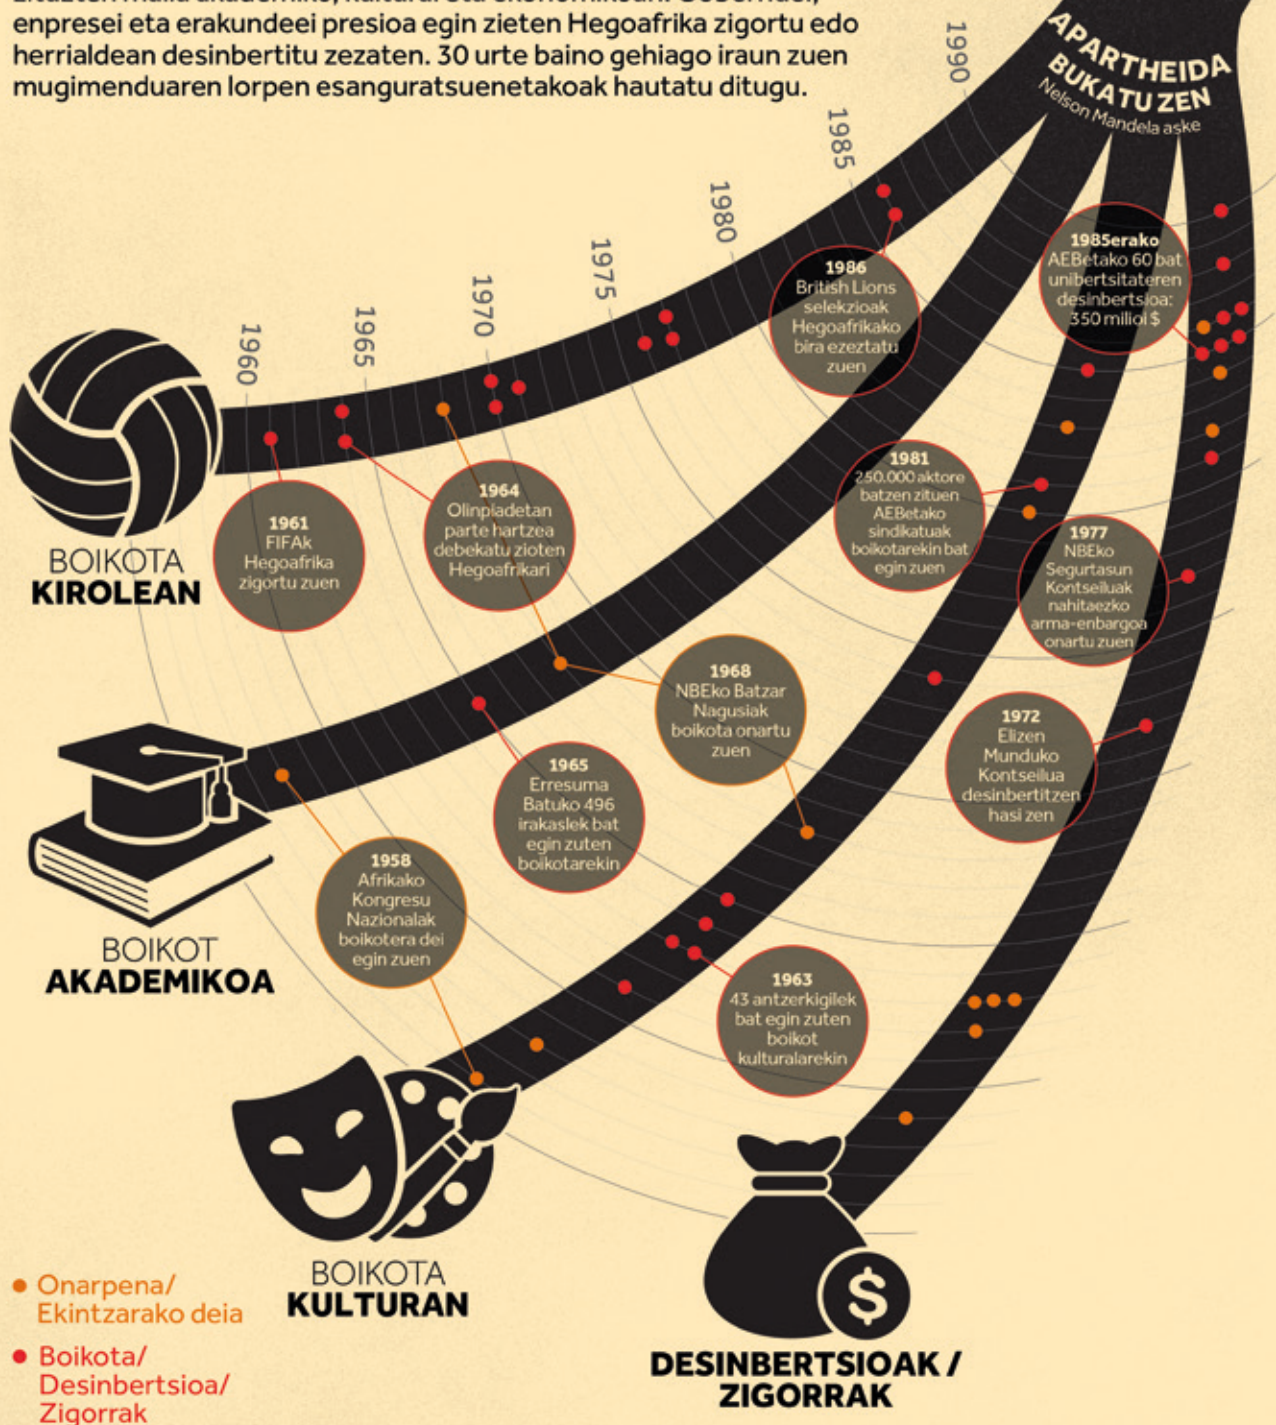 enpresei eta erakundeei presioa egin zieten Hegoafrika zigortu edo
herrialdean desinbertitu zezaten. 30 urte baino gehiago iraun zuen
mugimenduaren lorpen esanguratsuenetakoak hautatu ditugu.
APARTHEIDA
BUKATU ZEN
Nelson Mandela aske
1990
1985
1980
1975
1970
1965
1960
1985erako
AEBetako 60 bat
unibertsitateren
desinbertsioa:
350 milioi $
1986
British Lions
selekzioak
Hegoafrikako
bira ezeztatu
zuen
1981
250.000 aktore
batzen zituen
AEBetako
sindikatuak
boikotarekin bat
egin zuen
1964
Olinpiadetan
parte hartzea
debekatu zioten
Hegoafrikari
1961
FIFAk
Hegoafrika
zigortu zuen
BOIKOTA
KIROLEAN
1977
NBEko
Segurtasun
Kontseiluak
nahitaezko
arma-enbargoa
onartu zuen
1968
NBEko Batzar
Nagusiak
boikota onartu
zuen
1972
Elizen
Munduko
Kontseilua
desinbertitzen
hasi zen
1965
Erresuma
Batuko 496
irakaslek bat
egin zuten
boikotarekin
1958
Afrikako
Kongresu
Nazionalak
boikotera dei
egin zuen
BOIKOT
AKADEMIKOA
1963
43 antzerkigilek
bat egin zuten
boikot
kulturalarekin
BOIKOTA
KULTURAN
$
DESINBERTSIOAK /
ZIGORRAK
Onarpena/
Ekintzarako deia
Boikota/
Desinbertsioa/
Zigorrak